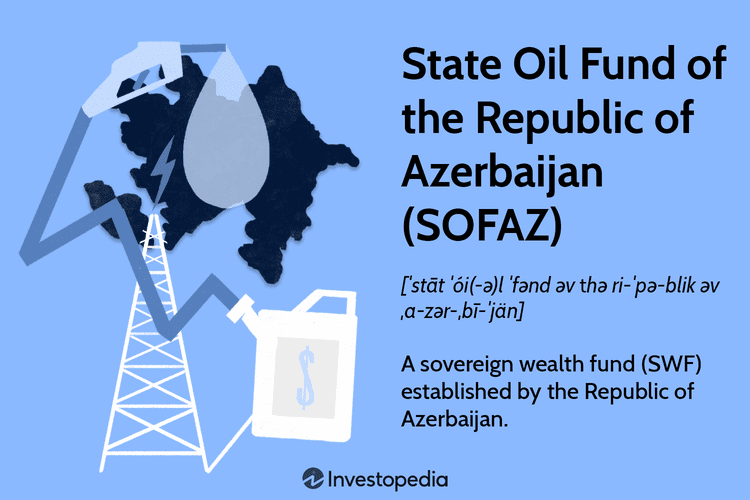 State Oil Fund of
the Republic of
Azerbaijan
(SOFAZ)
[ˈstāt ˈói(-ə)l ˈfənd əv thə ri-ˈpə-blik əv
ˌɑ-zər-ˌbī-ˈjän]
A sovereign wealth fund (SWF)
established by the Republic of
Azerbaijan.
$
Investopedia